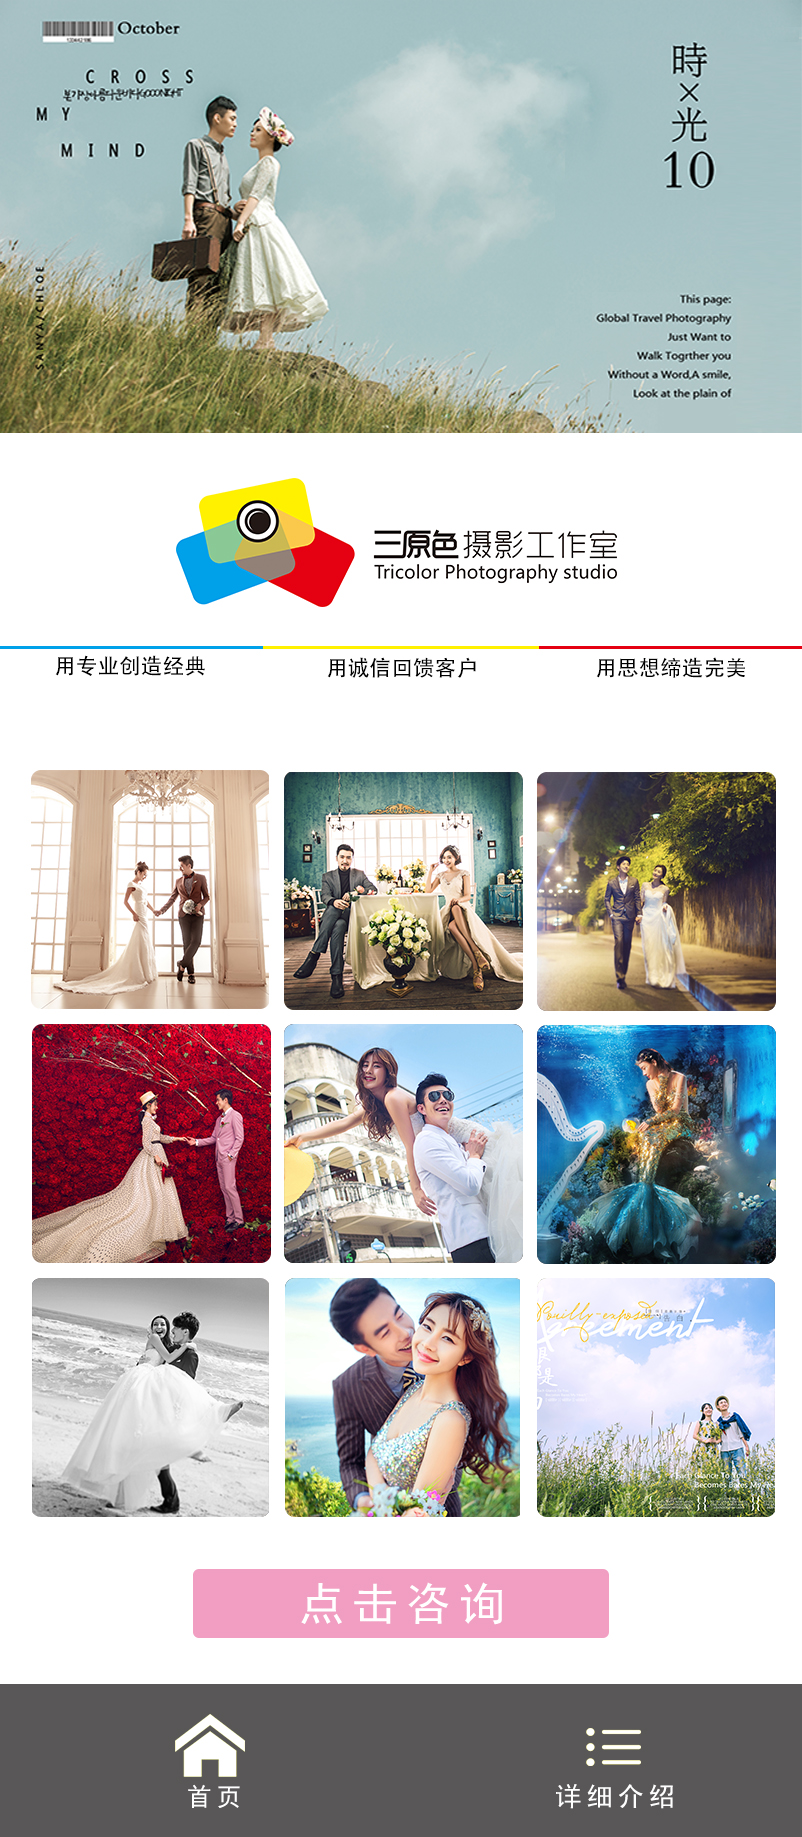 October
CROSS
MY
MIND
SANYA/CHLOE
時
×
光
10
This page:
Global Travel Photography
Just Want to
Walk Togrther you
Without a Word,A smile,
Look at the plain of
三原色摄影工作室
Tricolor Photography studio
用专业创造经典
用诚信回馈客户
用思想缔造完美
点击咨询
首页
详细介绍